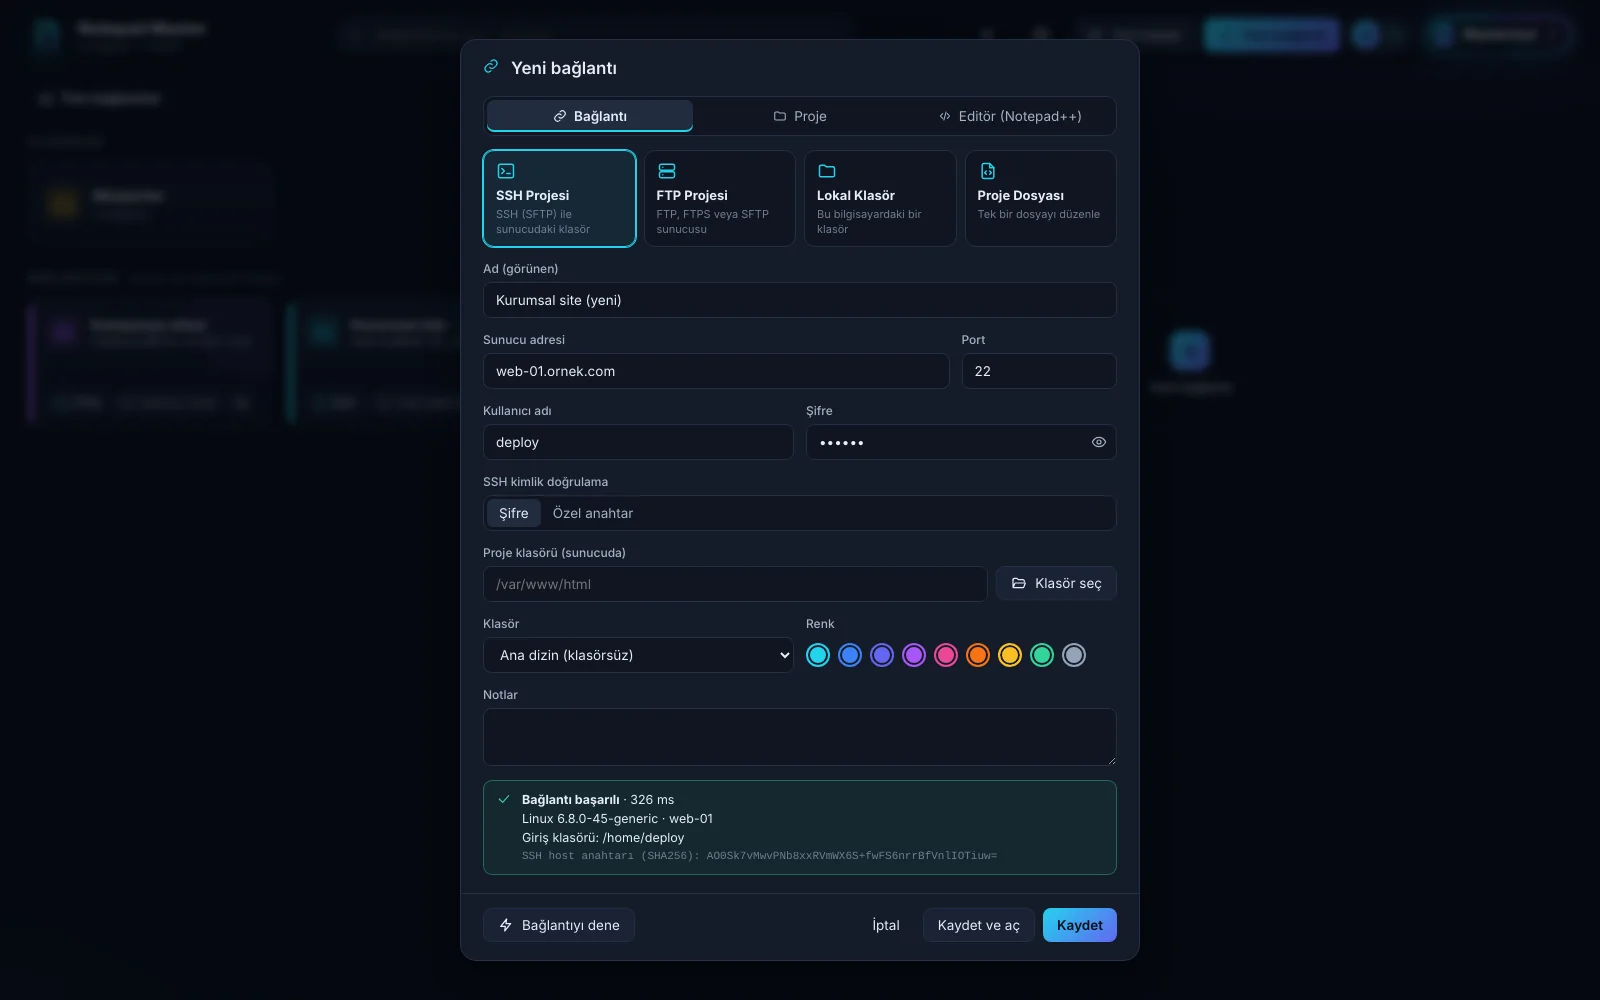 Yeni bağlantı
Bağlantı
Proje
Editör (Notepad++)
SSH Projesi
SSH (SFTP) ile
sunucudaki klasör
FTP Projesi
FTP, FTPS veya SFTP
sunucusu
Lokal Klasör
Bu bilgisayardaki bir
klasör
Proje Dosyası
Tek bir dosyayı düzenle
Ad (görünen)
Kurumsal site (yeni)
Sunucu adresi
Port
web-01.ornek.com
22
Kullanıcı adı
Şifre
deploy
••••••
SSH kimlik doğrulama
Şifre
Özel anahtar
Proje klasörü (sunucuda)
/var/www/html
Klasör seç
Klasör
Renk
Ana dizin (klasörsüz)
Notlar
Bağlantı başarılı · 326 ms
Linux 6.8.0-45-generic · web-01
Giriş klasörü: /home/deploy
SSH host anahtarı (SHA256): AO0Sk7vMwvPNb8xxRVmWX6S+fwFS6nrrBfVnlIOTiuw=
Bağlantıyı dene
İptal
Kaydet ve aç
Kaydet